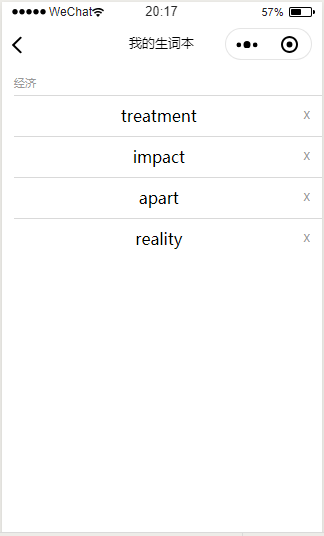 WeChat 20:17 57%
我的生词本
经济
treatment x
impact x
apart x
reality x